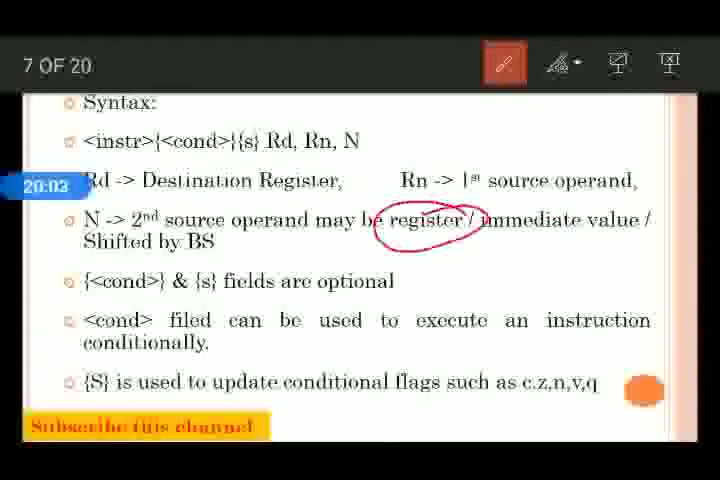 7 OF 20
Syntax:
<instr>{<cond>}{s} Rd, Rn, N
20:03
Rd -> Destination Register, Rn -> 1st source operand,
N -> 2nd source operand may be register / immediate value /
Shifted by BS
{<cond>} & {s} fields are optional
<cond> filed can be used to execute an instruction
conditionally.
{S} is used to update conditional flags such as c.z,n,v,q
Subscribe this channel